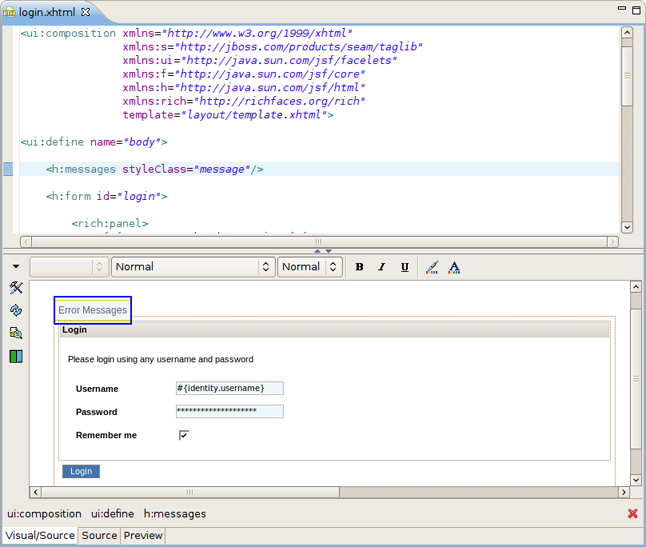 login.xhtml
<ui:composition xmlns="http://www.w3.org/1999/xhtml"
xmlns:s="http://jboss.com/products/seam/taglib"
xmlns:ui="http://java.sun.com/jsf/facelets"
xmlns:f="http://java.sun.com/jsf/core"
xmlns:h="http://java.sun.com/jsf/html"
xmlns:rich="http://richfaces.org/rich"
template="layout/template.xhtml">
<ui:define name="body">
<h:messages styleClass="message"/>
<h:form id="login">
<rich:panel>
Normal Normal B I U A
Error Messages
Login
Please login using any username and password
Username #{identity.username}
Password ********************
Remember me
Login
ui:composition ui:define h:messages
Visual/Source Source Preview